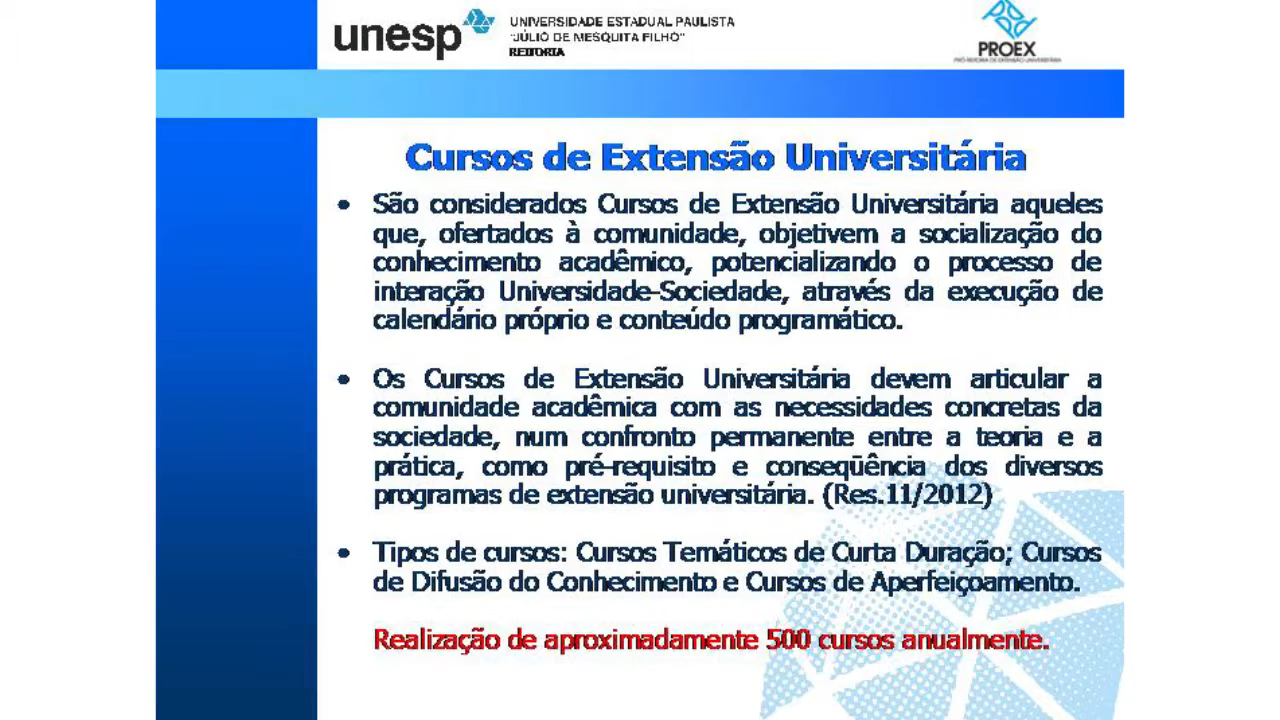 unesp
UNIVERSIDADE ESTADUAL PAULISTA
"JÚLIO DE MESQUITA FILHO"
REITORIA
PROEX
PRÓ-REITORIA DE EXTENSÃO UNIVERSITÁRIA
Cursos de Extensão Universitária
• São considerados Cursos de Extensão Universitária aqueles
que, ofertados à comunidade, objetivem a socialização do
conhecimento acadêmico, potencializando o processo de
interação Universidade-Sociedade, através da execução de
calendário próprio e conteúdo programático.
• Os Cursos de Extensão Universitária devem articular a
comunidade acadêmica com as necessidades concretas da
sociedade, num confronto permanente entre a teoria e a
prática, como pré-requisito e conseqüência dos diversos
programas de extensão universitária. (Res.11/2012)
• Tipos de cursos: Cursos Temáticos de Curta Duração; Cursos
de Difusão do Conhecimento e Cursos de Aperfeiçoamento.
Realização de aproximadamente 500 cursos anualmente.